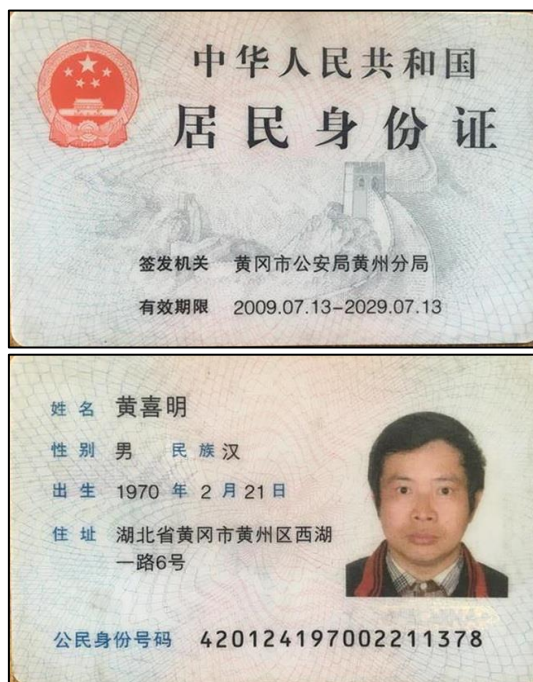 中华人民共和国
居民身份证
签发机关 黄冈市公安局黄州分局
有效期限 2009.07.13-2029.07.13
姓名 黄喜明
性别 男 民族 汉
出生 1970 年 2 月 21 日
住址 湖北省黄冈市黄州区西湖
一路6号
公民身份号码 420124197002211378